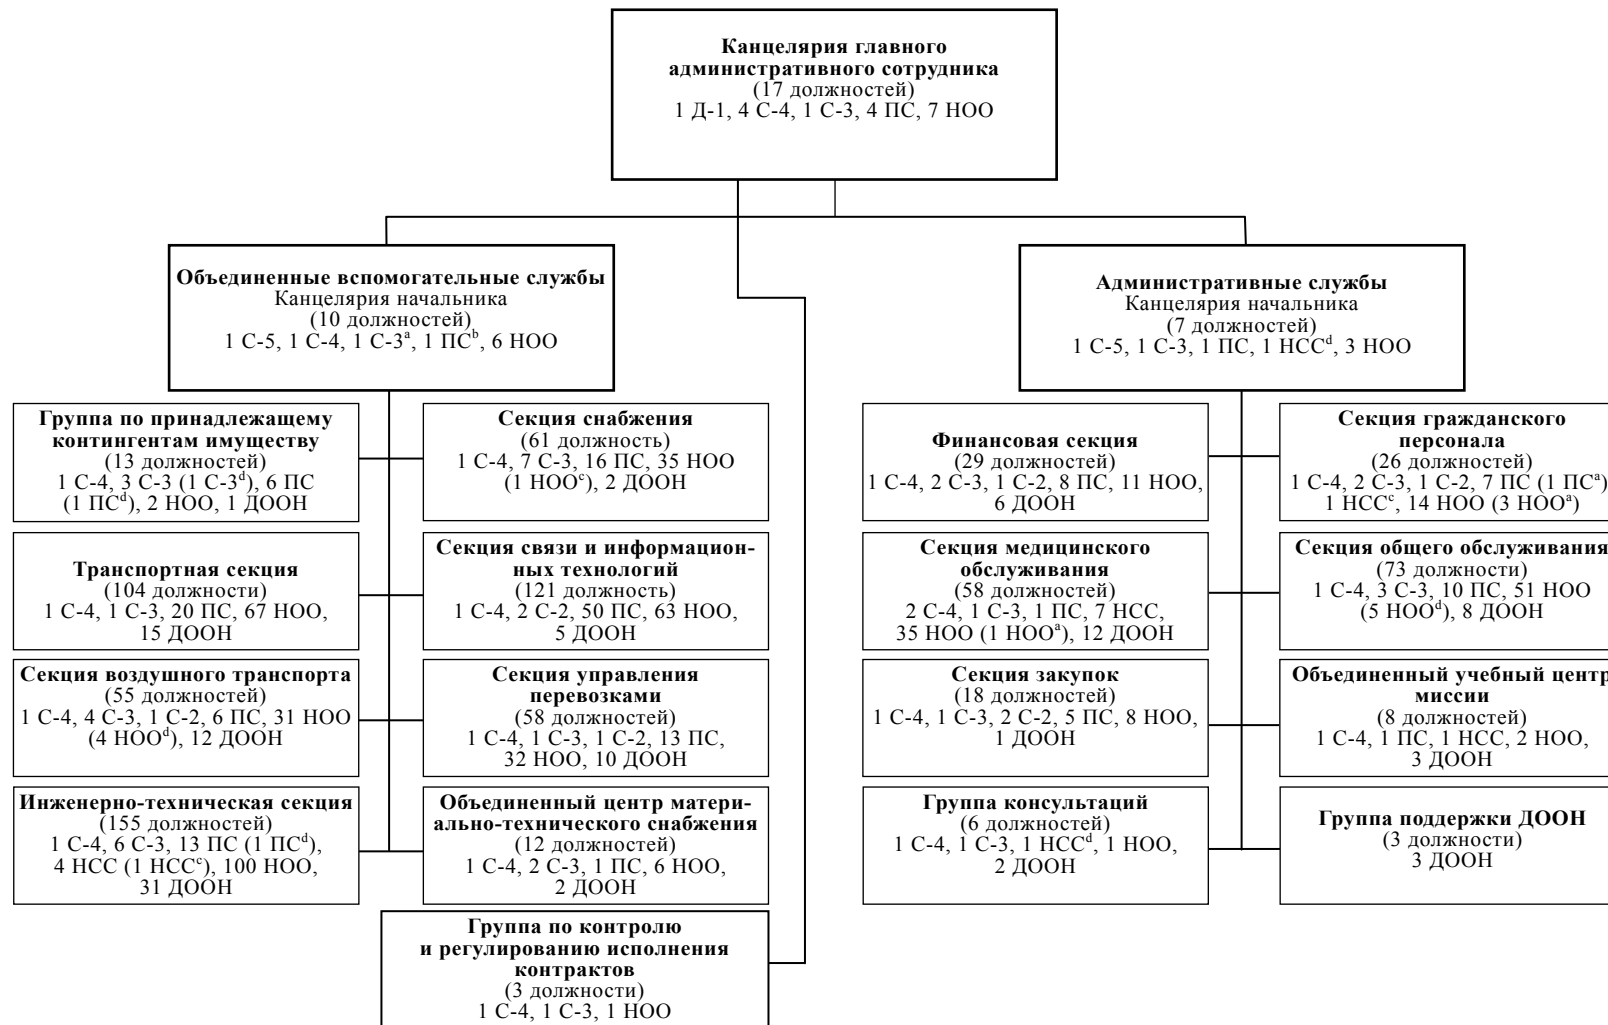 Канцелярия главного
административного сотрудника
(17 должностей)
1 Д-1, 4 С-4, 1 С-3, 4 ПС, 7 НОО
Объединенные вспомогательные службы
Канцелярия начальника
(10 должностей)
1 С-5, 1 С-4, 1 С-3ᵃ, 1 ПСᵇ, 6 НОО
Административные службы
Канцелярия начальника
(7 должностей)
1 С-5, 1 С-3, 1 ПС, 1 НССᵈ, 3 НОО
Группа по принадлежащему
контингентам имуществу
(13 должностей)
1 С-4, 3 С-3 (1 С-3ᵈ), 6 ПС
(1 ПСᵈ), 2 НОО, 1 ДООН
Секция снабжения
(61 должность)
1 С-4, 7 С-3, 16 ПС, 35 НОО
(1 НООᶜ), 2 ДООН
Финансовая секция
(29 должностей)
1 С-4, 2 С-3, 1 С-2, 8 ПС, 11 НОО,
6 ДООН
Секция гражданского
персонала
(26 должностей)
1 С-4, 2 С-3, 1 С-2, 7 ПС (1 ПСᵃ)
1 НССᶜ, 14 НОО (3 НООᵃ)
Транспортная секция
(104 должности)
1 С-4, 1 С-3, 20 ПС, 67 НОО,
15 ДООН
Секция связи и информацион-
ных технологий
(121 должность)
1 С-4, 2 С-2, 50 ПС, 63 НОО,
5 ДООН
Секция медицинского
обслуживания
(58 должностей)
2 С-4, 1 С-3, 1 ПС, 7 НСС,
35 НОО (1 НООᵃ), 12 ДООН
Секция общего обслуживания
(73 должности)
1 С-4, 3 С-3, 10 ПС, 51 НОО
(5 НООᵈ), 8 ДООН
Секция воздушного транспорта
(55 должностей)
1 С-4, 4 С-3, 1 С-2, 6 ПС, 31 НОО
(4 НООᵈ), 12 ДООН
Секция управления
перевозками
(58 должностей)
1 С-4, 1 С-3, 1 С-2, 13 ПС,
32 НОО, 10 ДООН
Секция закупок
(18 должностей)
1 С-4, 1 С-3, 2 С-2, 5 ПС, 8 НОО,
1 ДООН
Объединенный учебный центр
миссии
(8 должностей)
1 С-4, 1 ПС, 1 НСС, 2 НОО,
3 ДООН
Инженерно-техническая секция
(155 должностей)
1 С-4, 6 С-3, 13 ПС (1 ПСᵈ),
4 НСС (1 НССᶜ), 100 НОО,
31 ДООН
Объединенный центр матери-
ально-технического снабжения
(12 должностей)
1 С-4, 2 С-3, 1 ПС, 6 НОО,
2 ДООН
Группа консультаций
(6 должностей)
1 С-4, 1 С-3, 1 НССᵈ, 1 НОО,
2 ДООН
Группа поддержки ДООН
(3 должности)
3 ДООН
Группа по контролю
и регулированию исполнения
контрактов
(3 должности)
1 С-4, 1 С-3, 1 НОО